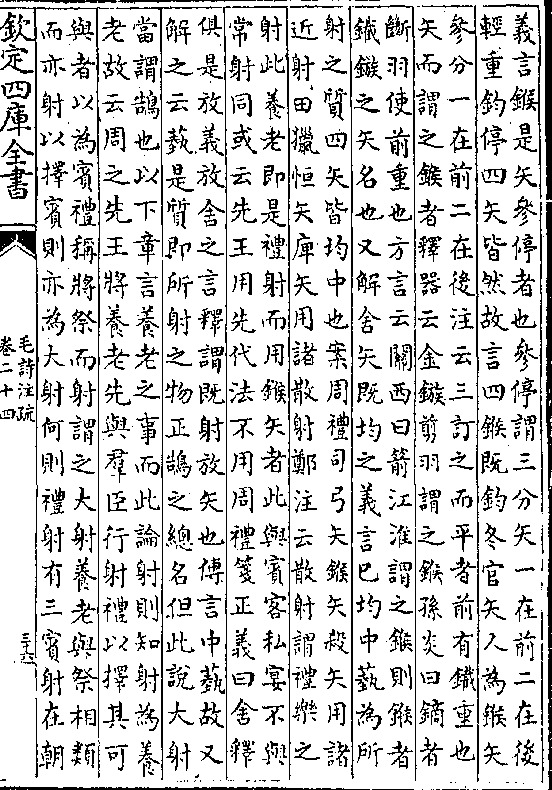 義言鍭是矢參停者也參停謂三分矢一在前二在後
輕重鈞停四矢皆然故言四鍭既鈞冬官矢人為鍭矢
參分一在前二在後注云三訂之而平者前有鐵重也
矢而謂之鍭者釋器云金鏃翦羽謂之鍭孫炎曰鏑者
斷羽使前重也方言云關西曰箭江淮謂之鍭則鍭者
鐵鍭之矢名也又解舍矢既均之義言已均中蓺為所
射之質四矢皆均中也案周禮司弓矢鍭矢殺矢用諸
近射田獵恒矢庳矢用諸散射鄭注云散射謂禮樂之
射此養老即是禮射而用鍭矢者此與賓客私宴不與
常射同或云先王用先代法不用周禮箋正義曰舍釋
俱是放義放舍之言釋謂既射放矢也傳言中蓺故又
解之云蓺是質即所射之物正鵠之總名但此說大射
當謂鵠也以下章言養老之事而此論射則知射為養
老故云周之先王將養老先與羣臣行射禮以擇其可
與者以為賓禮稱將祭而射謂之大射養老與祭相類
而亦射以擇賓則亦為大射何則禮射有三賓射在朝
欽定四庫全書
毛詩注疏
卷二十四
三十六